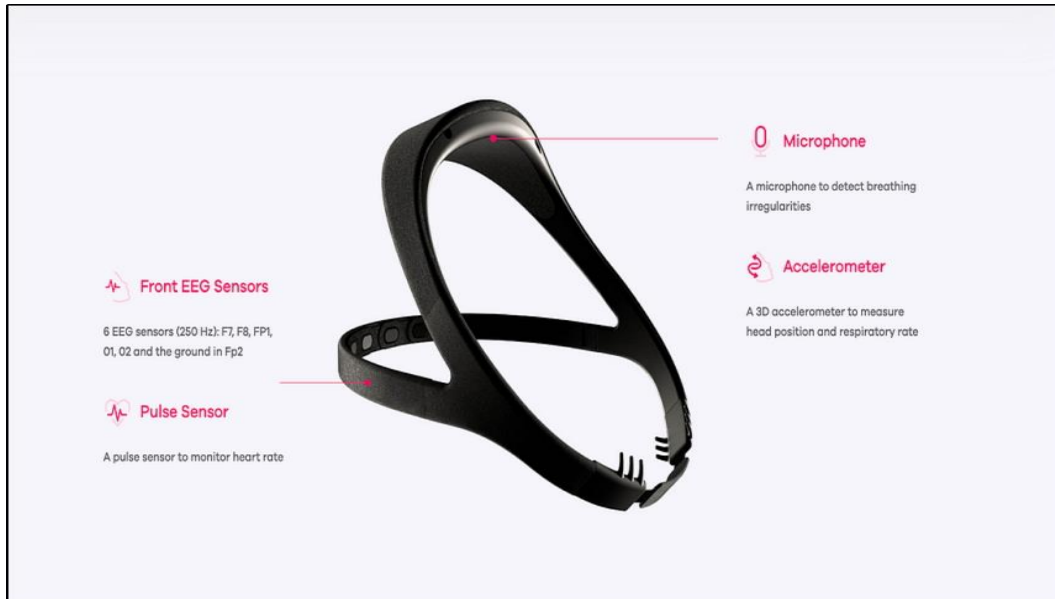 Microphone
A microphone to detect breathing
irregularities
Accelerometer
A 3D accelerometer to measure
head position and respiratory rate
Front EEG Sensors
6 EEG sensors (250 Hz): F7, F8, FP1,
01, 02 and the ground in Fp2
Pulse Sensor
A pulse sensor to monitor heart rate